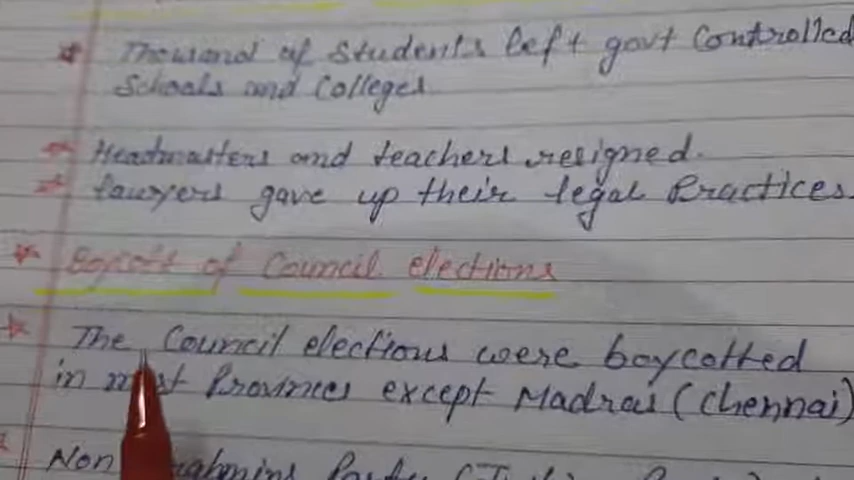 Thousand of students left govt controlled
Schools and Colleges
Headmasters and teachers resigned.
lawyers gave up their legal Practices.
Boycott of Council elections
The Council elections were boycotted
in most Provinces except Madras (Chennai)
Non Party